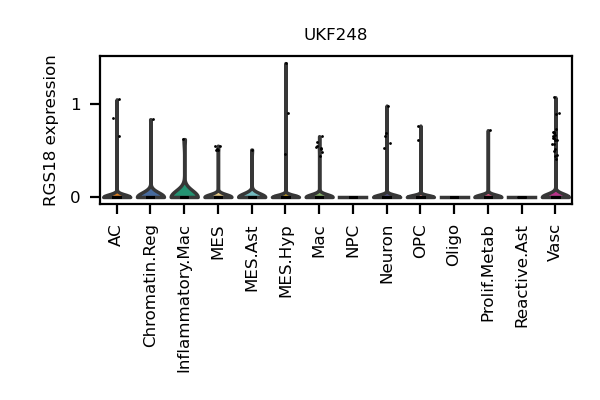 UKF248
RGS18 expression
1
0
AC
Chromatin.Reg
Inflammatory.Mac
MES
MES.Ast
MES.Hyp
Mac
NPC
Neuron
OPC
Oligo
Prolif.Metab
Reactive.Ast
Vasc